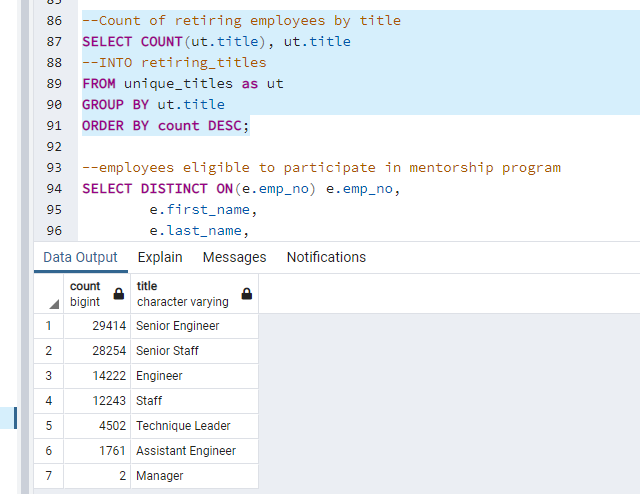 86 --Count of retiring employees by title
87 SELECT COUNT(ut.title), ut.title
88 --INTO retiring_titles
89 FROM unique_titles as ut
90 GROUP BY ut.title
91 ORDER BY count DESC;
92
93 --employees eligible to participate in mentorship program
94 SELECT DISTINCT ON(e.emp_no) e.emp_no,
95 e.first_name,
96 e.last_name,
Data Output Explain Messages Notifications
count title
bigint character varying
1 29414 Senior Engineer
2 28254 Senior Staff
3 14222 Engineer
4 12243 Staff
5 4502 Technique Leader
6 1761 Assistant Engineer
7 2 Manager